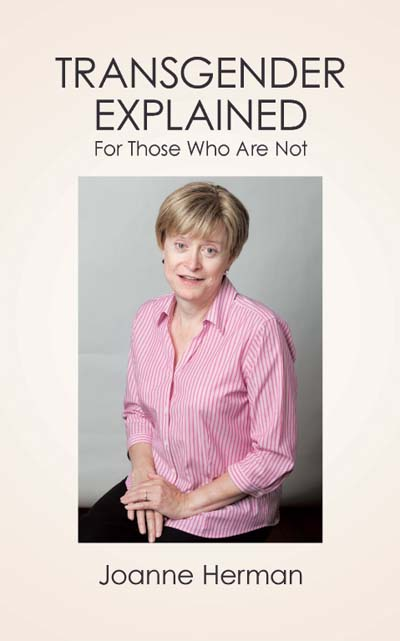 TRANSGENDER
EXPLAINED
For Those Who Are Not
Joanne Herman